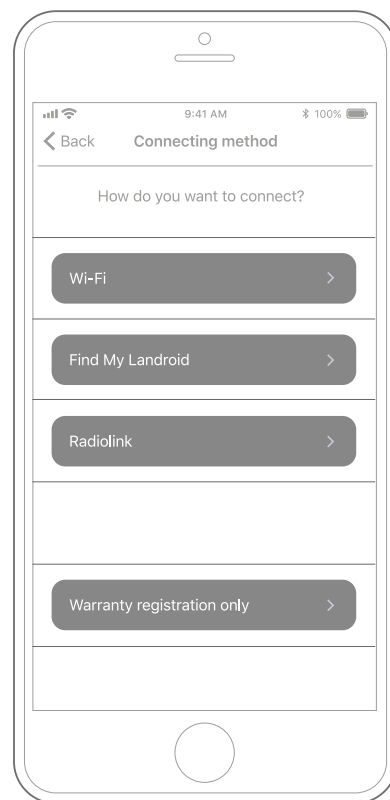 9:41 AM 100%
Back Connecting method
How do you want to connect?
Wi-Fi
Find My Landroid
Radiolink
Warranty registration only